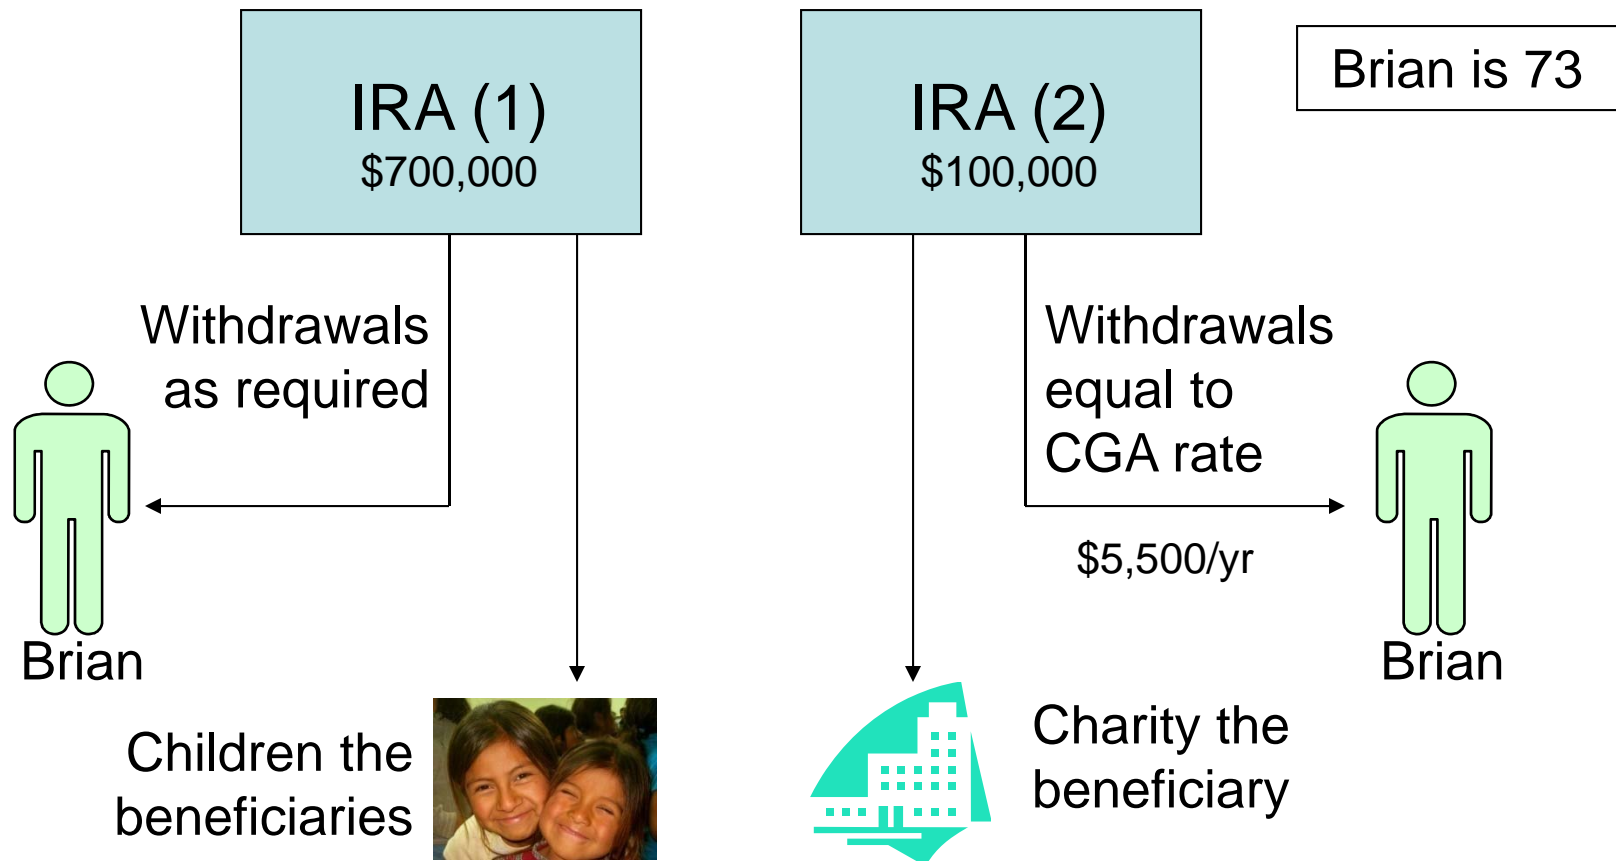 IRA (1)
$700,000
IRA (2)
$100,000
Brian is 73
Withdrawals
as required
Withdrawals
equal to
CGA rate
$5,500/yr
Brian
Brian
Children the
beneficiaries
Charity the
beneficiary